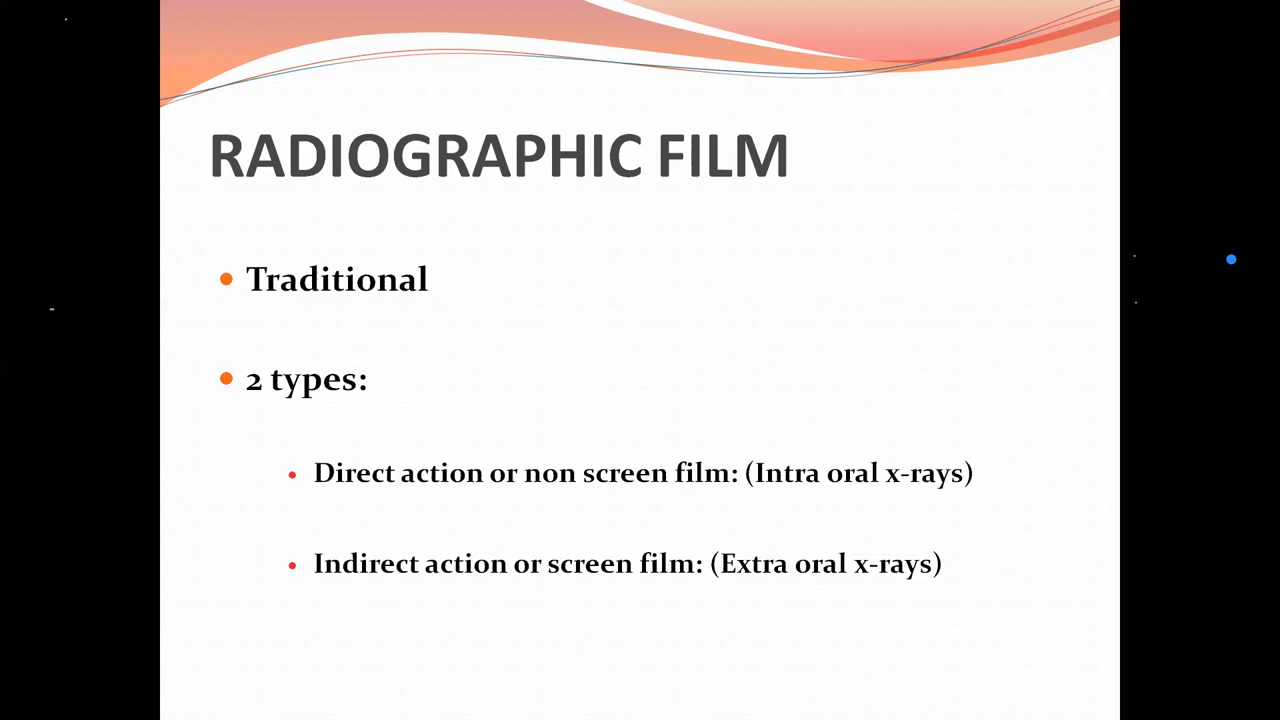 RADIOGRAPHIC FILM
Traditional
2 types:
Direct action or non screen film: (Intra oral x-rays)
Indirect action or screen film: (Extra oral x-rays)